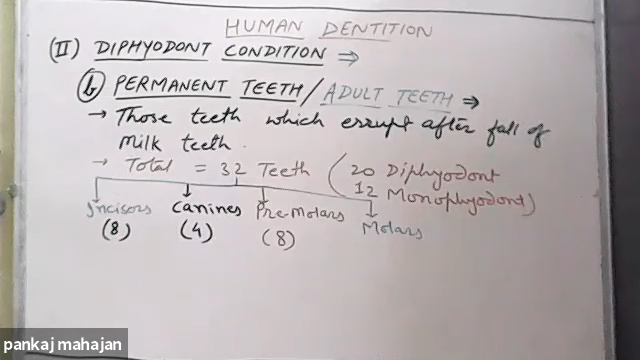 HUMAN DENTITION
(II) DIPHYODONT CONDITION ⇒
(b) PERMANENT TEETH / ADULT TEETH ⇒
→ Those teeth which errupt after fall of
Milk teeth.
→ Total = 32 Teeth (20 Diphyodont
12 Monophyodont)
Incisors canines Pre-Molars Molars
(8) (4) (8)
pankaj mahajan